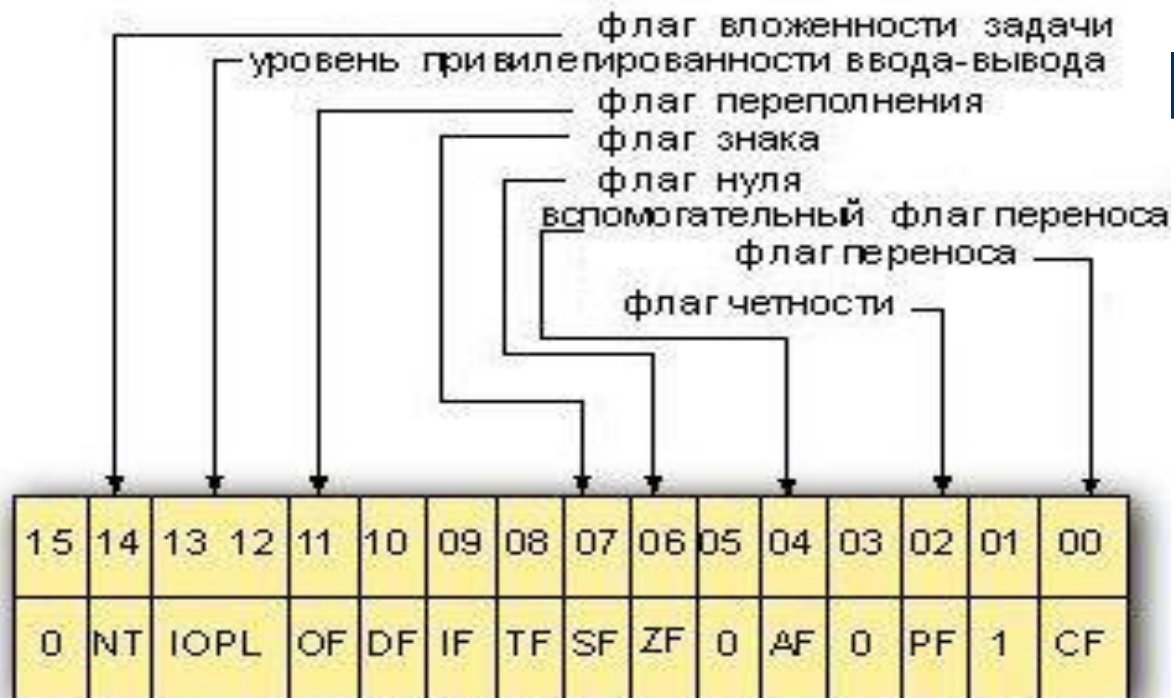 флаг вложенности задачи
уровень привилегированности ввода-вывода
флаг переполнения
флаг знака
флаг нуля
вспомогательный флаг переноса
флаг переноса
флаг четности
15 14 13 12 11 10 09 08 07 06 05 04 03 02 01 00
0 NT IOPL OF DF IF TF SF ZF 0 AF 0 PF 1 CF